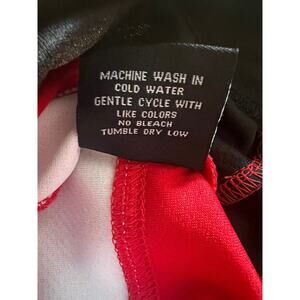 MACHINE WASH IN
COLD WATER
GENTLE CYCLE WITH
LIKE COLORS
NO BLEACH
TUMBLE DRY LOW